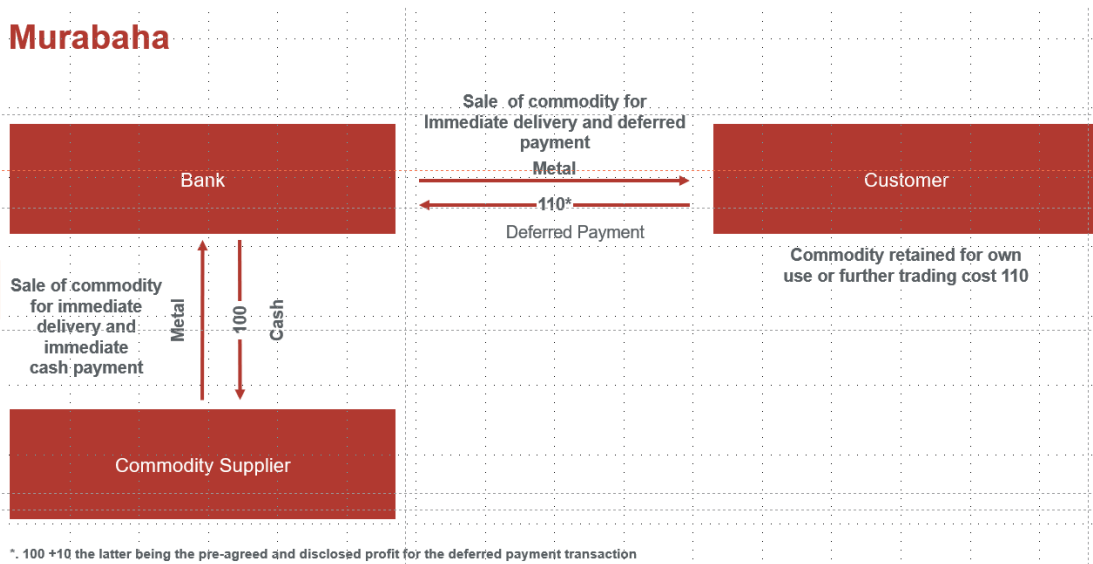 Murabaha
Sale of commodity for
Immediate delivery and deferred
payment
Metal
Bank
Customer
110*
Deferred Payment
Commodity retained for own
use or further trading cost 110
Sale of commodity
for immediate
delivery and
immediate
cash payment
Metal
100
Cash
Commodity Supplier
*. 100 +10 the latter being the pre-agreed and disclosed profit for the deferred payment transaction